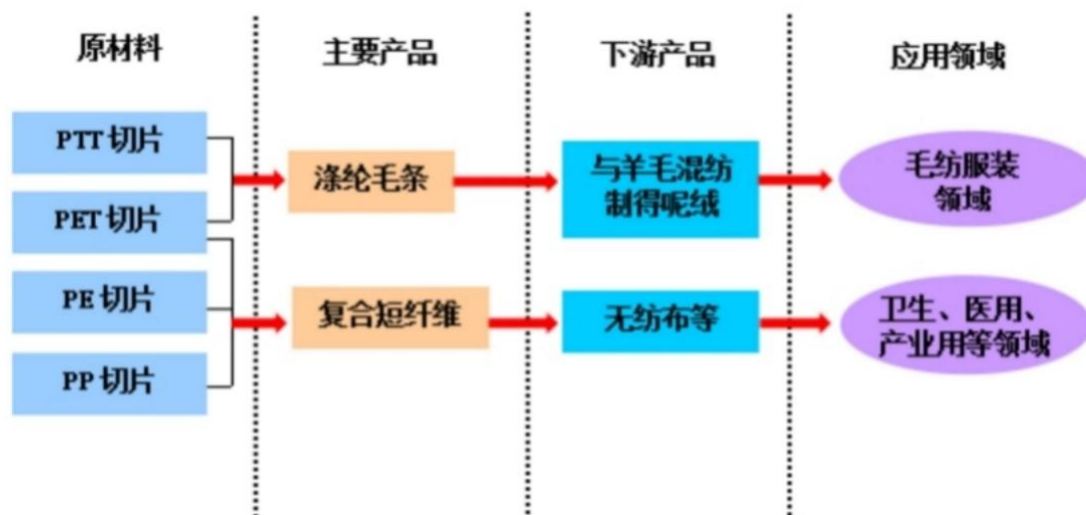 原材料
主要产品
下游产品
应用领域
PTT 切片
PET 切片
PE 切片
PP 切片
涤纶毛条
复合短纤维
与羊毛混纺
制得呢绒
无纺布等
毛纺服装
领域
卫生、医用、
产业用等领域